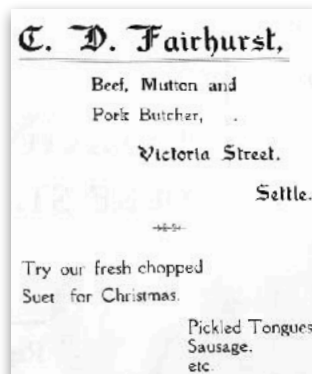 C. D. Fairhurst,
Beef, Mutton and
Pork Butcher,
Victoria Street.
Settle.
Try our fresh chopped
Suet for Christmas.
Pickled Tongues
Sausage.
etc.